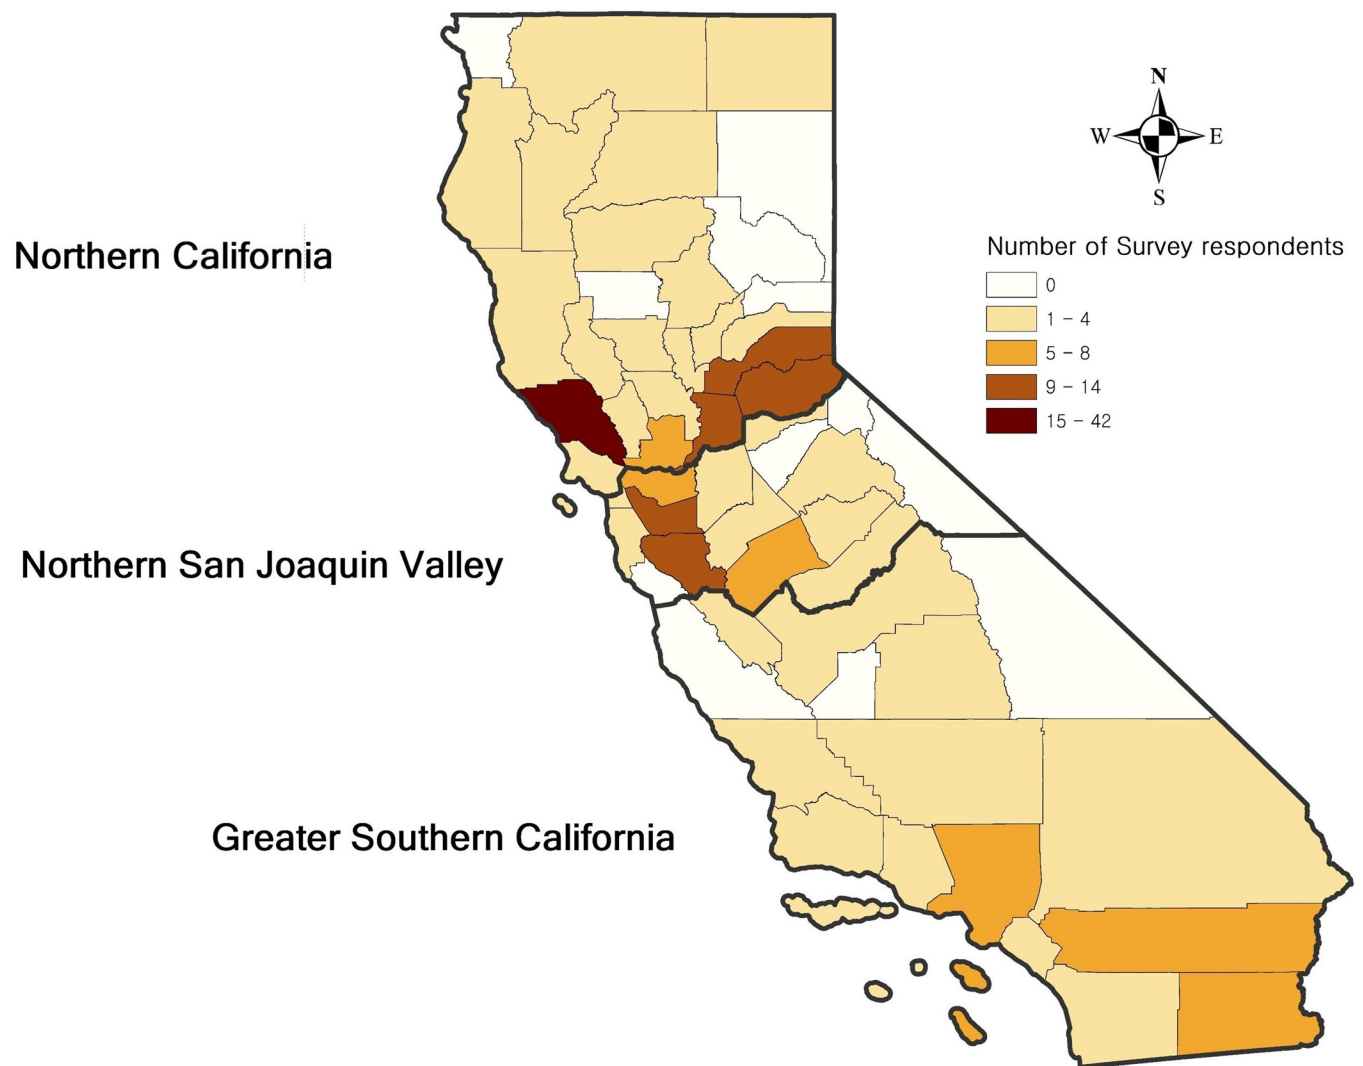 N
W E
S
Northern California
Number of Survey respondents
0
1 - 4
5 - 8
9 - 14
15 - 42
Northern San Joaquin Valley
Greater Southern California